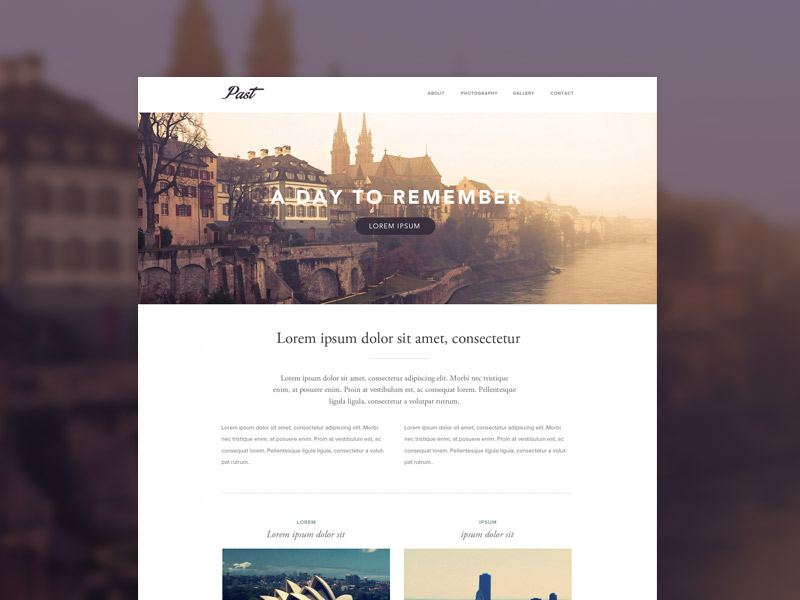 Past
ABOUT PHOTOGRAPHY GALLERY CONTACT
A DAY TO REMEMBER
LOREM IPSUM
Lorem ipsum dolor sit amet, consectetur
Lorem ipsum dolor sit amet, consectetur adipiscing elit. Morbi nec tristique
enim, at posuere enim. Proin at vestibulum est, ac consequat lorem. Pellentesque
ligula ligula, consectetur a volutpat rutrum,
Lorem ipsum dolor sit amet, consectetur adipiscing elit. Morbi
nec tristique enim, at posuere enim. Proin at vestibulum est, ac
consequat lorem. Pellentesque ligula ligula, consectetur a volut-
pat rutrum..
Lorem ipsum dolor sit amet, consectetur adipiscing elit. Morbi
nec tristique enim, at posuere enim. Proin at vestibulum est, ac
consequat lorem. Pellentesque ligula ligula, consectetur a volut-
pat rutrum..
LOREM
Lorem ipsum dolor sit
IPSUM
ipsum dolor sit